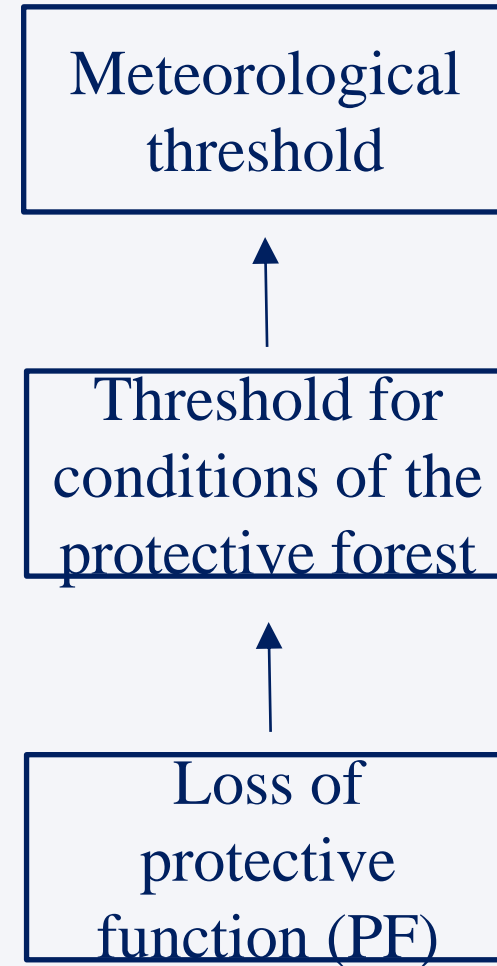 Meteorological
threshold
Threshold for
conditions of the
protective forest
Loss of
protective
function (PF)